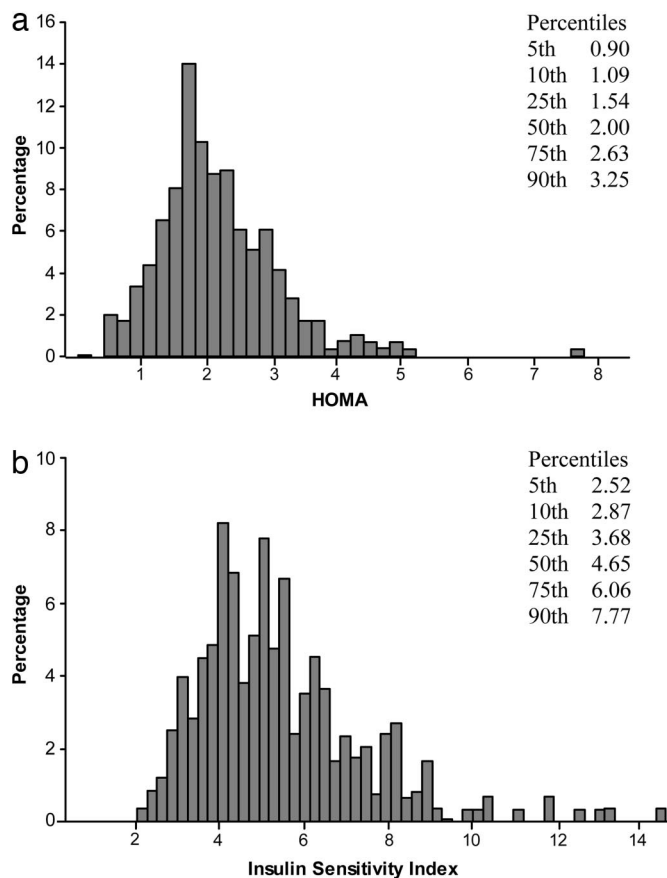 a
16
14
12
10
8
6
4
2
0
Percentage
Percentiles
5th 0.90
10th 1.09
25th 1.54
50th 2.00
75th 2.63
90th 3.25
1 2 3 4 5 6 7 8
HOMA
b
10
8
6
4
2
0
Percentage
Percentiles
5th 2.52
10th 2.87
25th 3.68
50th 4.65
75th 6.06
90th 7.77
2 4 6 8 10 12 14
Insulin Sensitivity Index